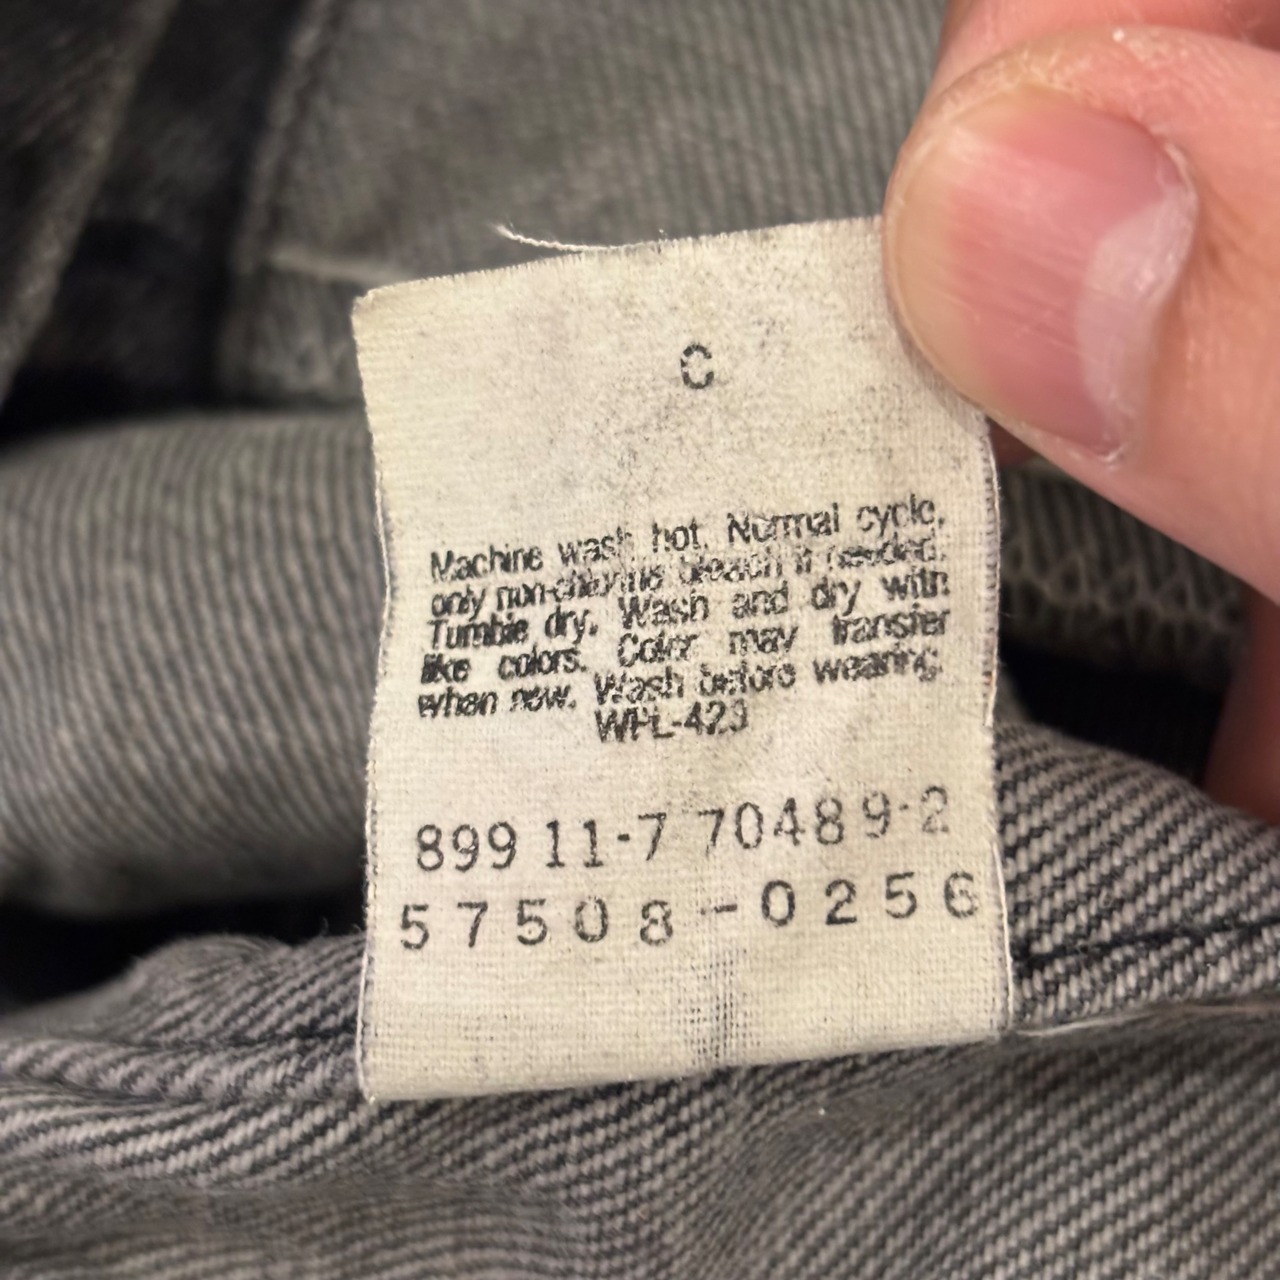 C
Machine wash hot. Normal cycle,
only non-chlorine bleach if needed.
Tumble dry. Wash and dry with
like colors. Color may transfer
when new. Wash before wearing.
WPL-423
899 11-7 70489-2
57508-0256